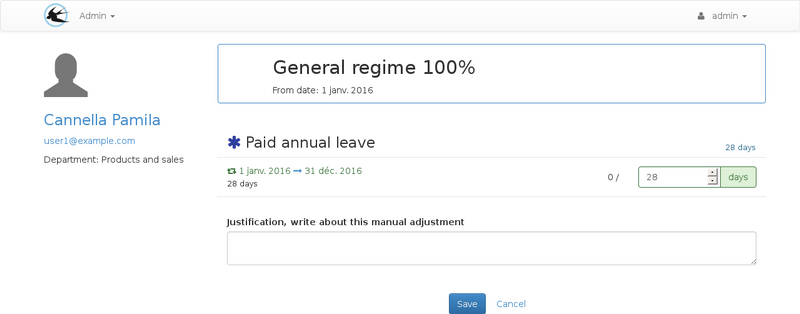 Admin
admin
General regime 100%
From date: 1 janv. 2016
Cannella Pamila
user1@example.com
Department: Products and sales
Paid annual leave
28 days
1 janv. 2016 31 déc. 2016
28 days
0 / 28 days
Justification, write about this manual adjustment
Save Cancel